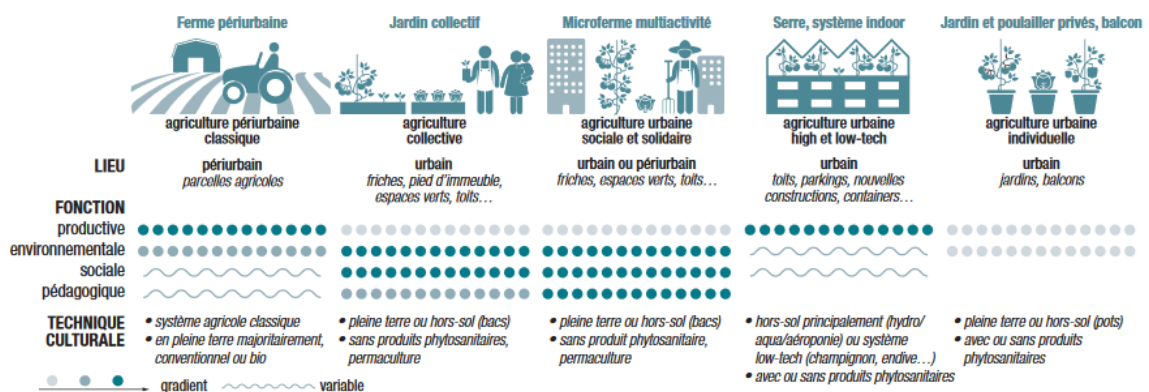 Ferme périurbaine
Jardin collectif
Microferme multiactivité
Serre, système indoor
Jardin et poulailler privés, balcon
agriculture périurbaine
classique
agriculture
collective
agriculture urbaine
sociale et solidaire
agriculture urbaine
high et low-tech
agriculture urbaine
individuelle
LIEU
périurbain
parcelles agricoles
urbain
friches, pied d'immeuble,
espaces verts, toits…
urbain ou périurbain
friches, espaces verts, toits…
urbain
toits, parkings, nouvelles
constructions, containers…
urbain
jardins, balcons
FONCTION
productive
environnementale
sociale
pédagogique
TECHNIQUE
CULTURALE
• système agricole classique
• en pleine terre majoritairement,
conventionnel ou bio
• pleine terre ou hors-sol (bacs)
• sans produits phytosanitaires,
permaculture
• pleine terre ou hors-sol (bacs)
• sans produit phytosanitaire,
permaculture
• hors-sol principalement (hydro/
aqua/aéroponie) ou système
low-tech (champignon, endive…)
• avec ou sans produits phytosanitaires
• pleine terre ou hors-sol (pots)
• avec ou sans produits
phytosanitaires
gradient
variable